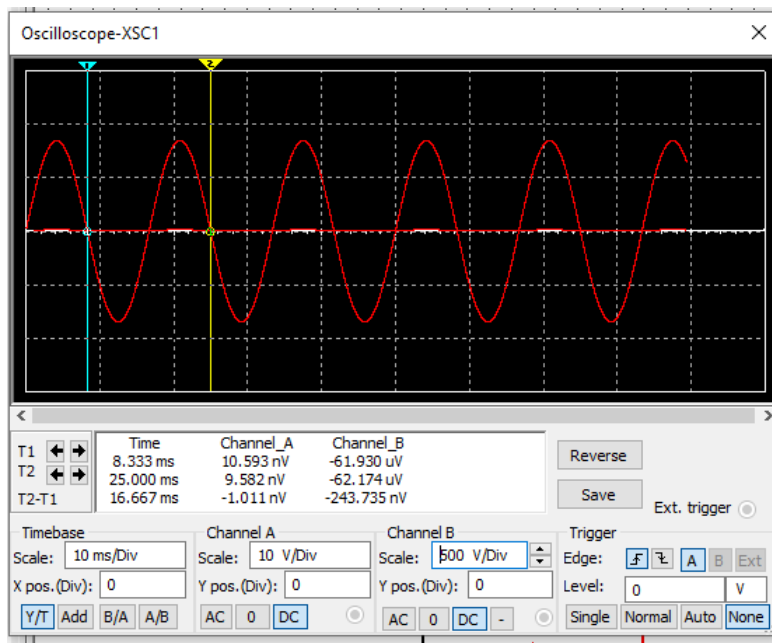 Oscilloscope-XSC1
1 2
Time Channel_A Channel_B
T1 8.333 ms 10.593 nV -61.930 uV
T2 25.000 ms 9.582 nV -62.174 uV
T2-T1 16.667 ms -1.011 nV -243.735 nV
Reverse
Save
Ext. trigger
Timebase
Scale: 10 ms/Div
X pos.(Div): 0
Y/T Add B/A A/B
Channel A
Scale: 10 V/Div
Y pos.(Div): 0
AC 0 DC
Channel B
Scale: 500 V/Div
Y pos.(Div): 0
AC 0 DC -
Trigger
Edge: A B Ext
Level: 0 V
Single Normal Auto None